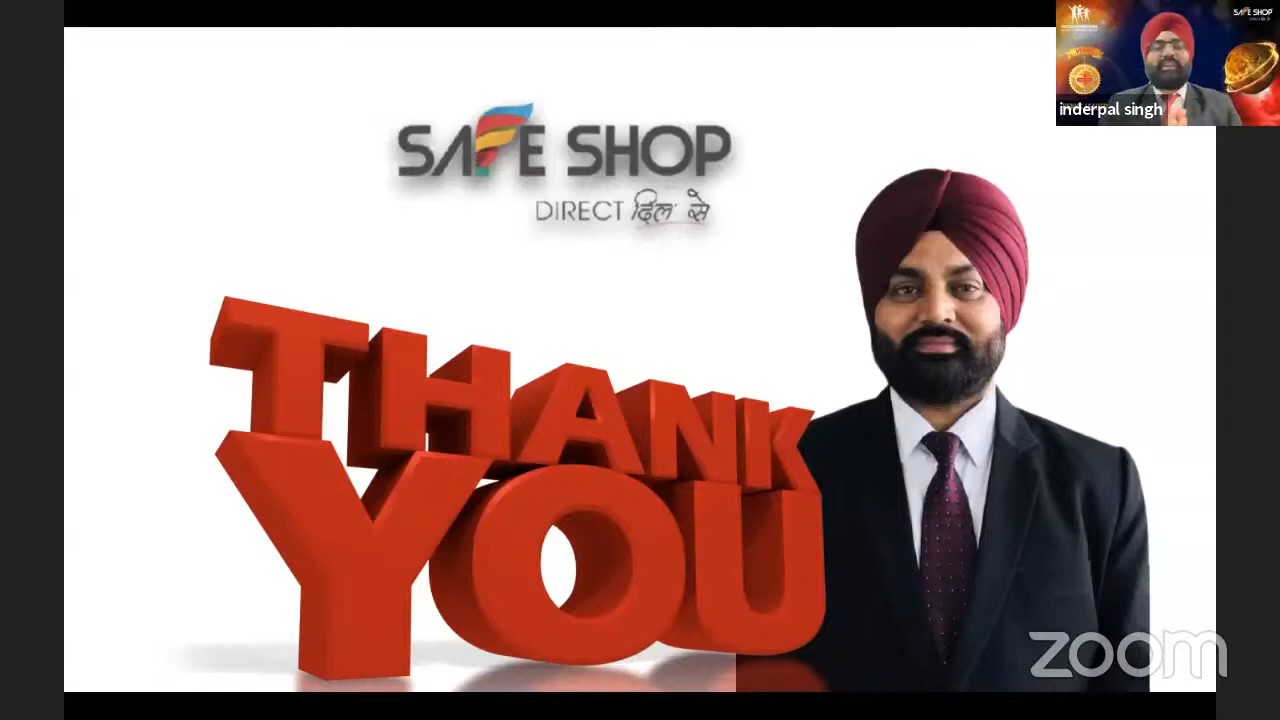 SAFE SHOP
DIRECT दिल से
THANK
YOU
SAFE SHOP
inderpal singh
zoom